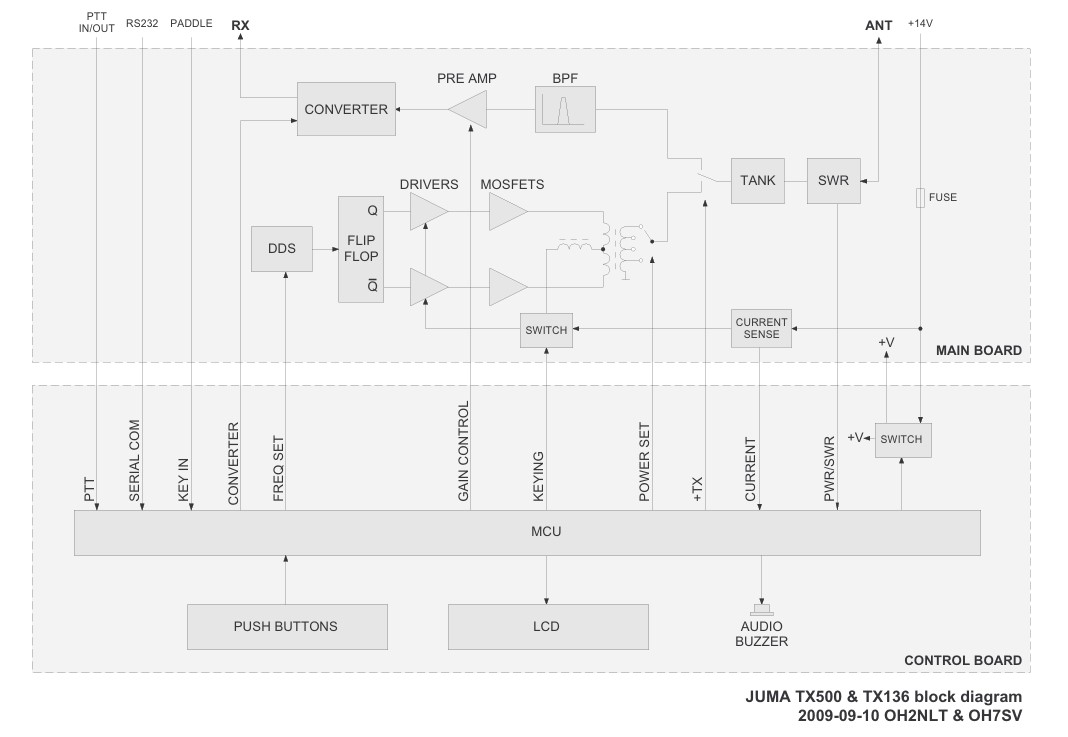 PTT
IN/OUT
RS232
PADDLE
RX
ANT
+14V
PRE AMP
BPF
CONVERTER
DRIVERS
MOSFETS
TANK
SWR
FUSE
Q
FLIP
FLOP
Q̅
DDS
SWITCH
CURRENT
SENSE
+V
MAIN BOARD
PTT
SERIAL COM
KEY IN
CONVERTER
FREQ SET
GAIN CONTROL
KEYING
POWER SET
+TX
CURRENT
PWR/SWR
+V
SWITCH
MCU
PUSH BUTTONS
LCD
AUDIO
BUZZER
CONTROL BOARD
JUMA TX500 & TX136 block diagram
2009-09-10 OH2NLT & OH7SV